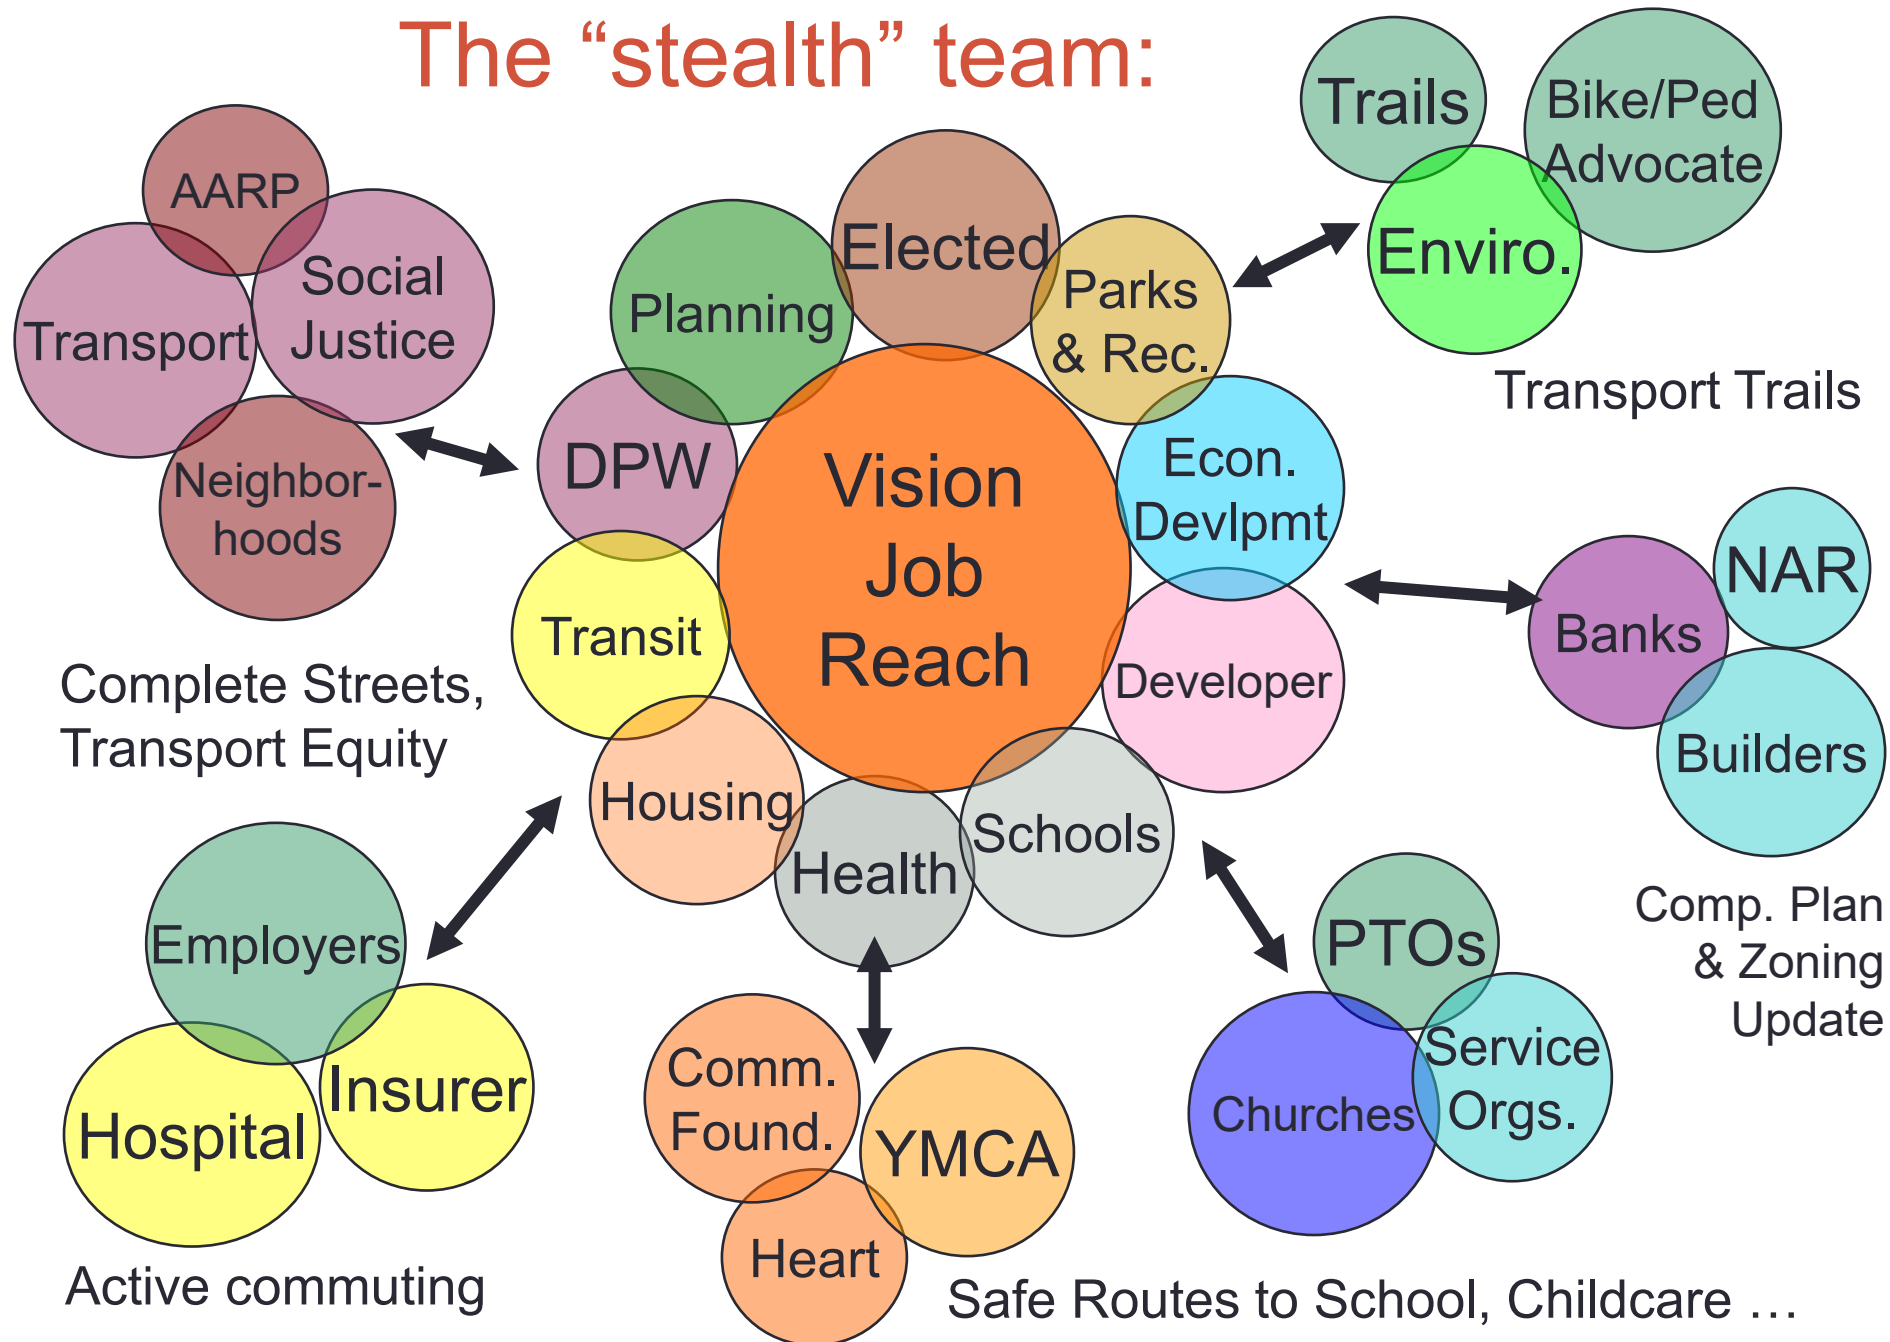 The “stealth” team:
AARP
Social
Justice
Transport
Neighbor-
hoods
Complete Streets,
Transport Equity
Elected
Planning
Parks
& Rec.
DPW
Econ.
Devlpmt
Vision
Job
Reach
Transit
Developer
Housing
Schools
Health
Trails
Bike/Ped
Advocate
Enviro.
Transport Trails
NAR
Banks
Builders
Comp. Plan
& Zoning
Update
Employers
Insurer
Hospital
Active commuting
Comm.
Found.
YMCA
Heart
PTOs
Service
Orgs.
Churches
Safe Routes to School, Childcare …